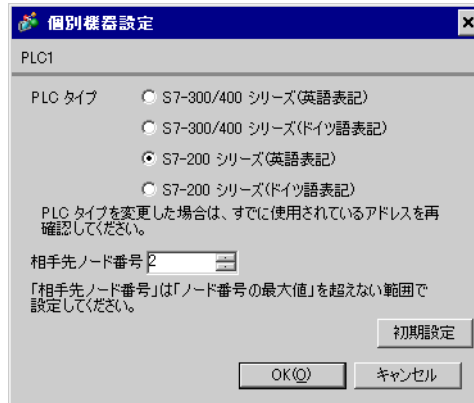 個別機器設定
PLC1
PLC タイプ
S7-300/400 シリーズ(英語表記)
S7-300/400 シリーズ(ドイツ語表記)
S7-200 シリーズ(英語表記)
S7-200 シリーズ(ドイツ語表記)
PLC タイプを変更した場合は、すでに使用されているアドレスを再
確認してください。
相手先ノード番号 2
「相手先ノード番号」は「ノード番号の最大値」を超えない範囲で
設定してください。
初期設定
OK(O) キャンセル